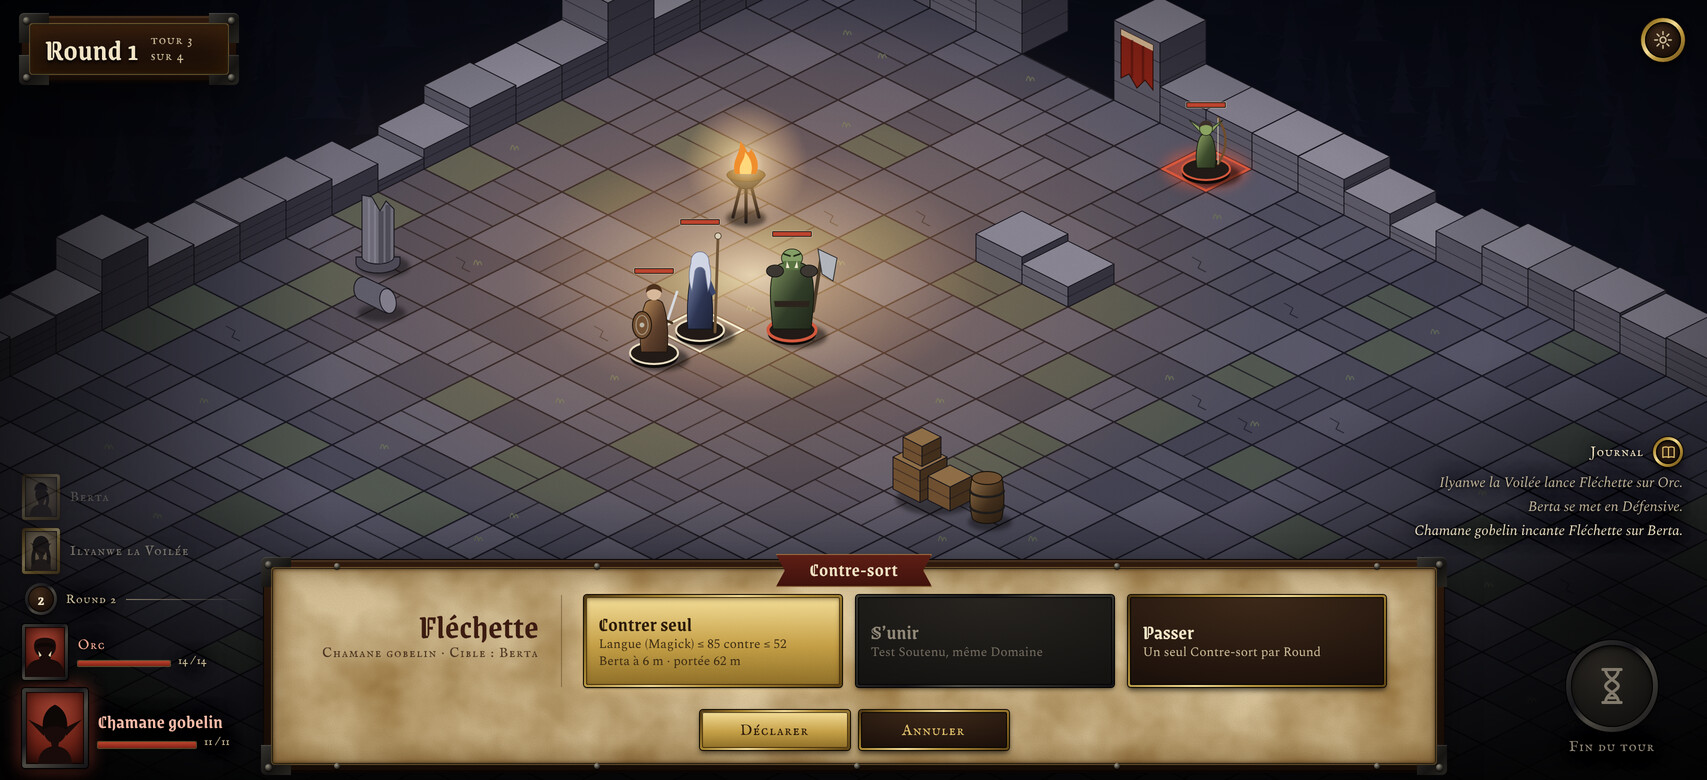 Round 1
TOUR 3
SUR 4
Journal
Ilyanwe la Voilée lance Fléchette sur Orc.
Berta se met en Défensive.
Chamane gobelin incante Fléchette sur Berta.
Berta
Ilyanwe la Voilée
2 Round 2
Orc
14/14
Chamane gobelin
11/11
Contre-sort
Fléchette
Chamane gobelin · Cible : Berta
Contrer seul
Langue (Magick) ≤ 85 contre ≤ 52
Berta à 6 m · portée 62 m
S'unir
Test Soutenu, même Domaine
Passer
Un seul Contre-sort par Round
Déclarer
Annuler
Fin du tour